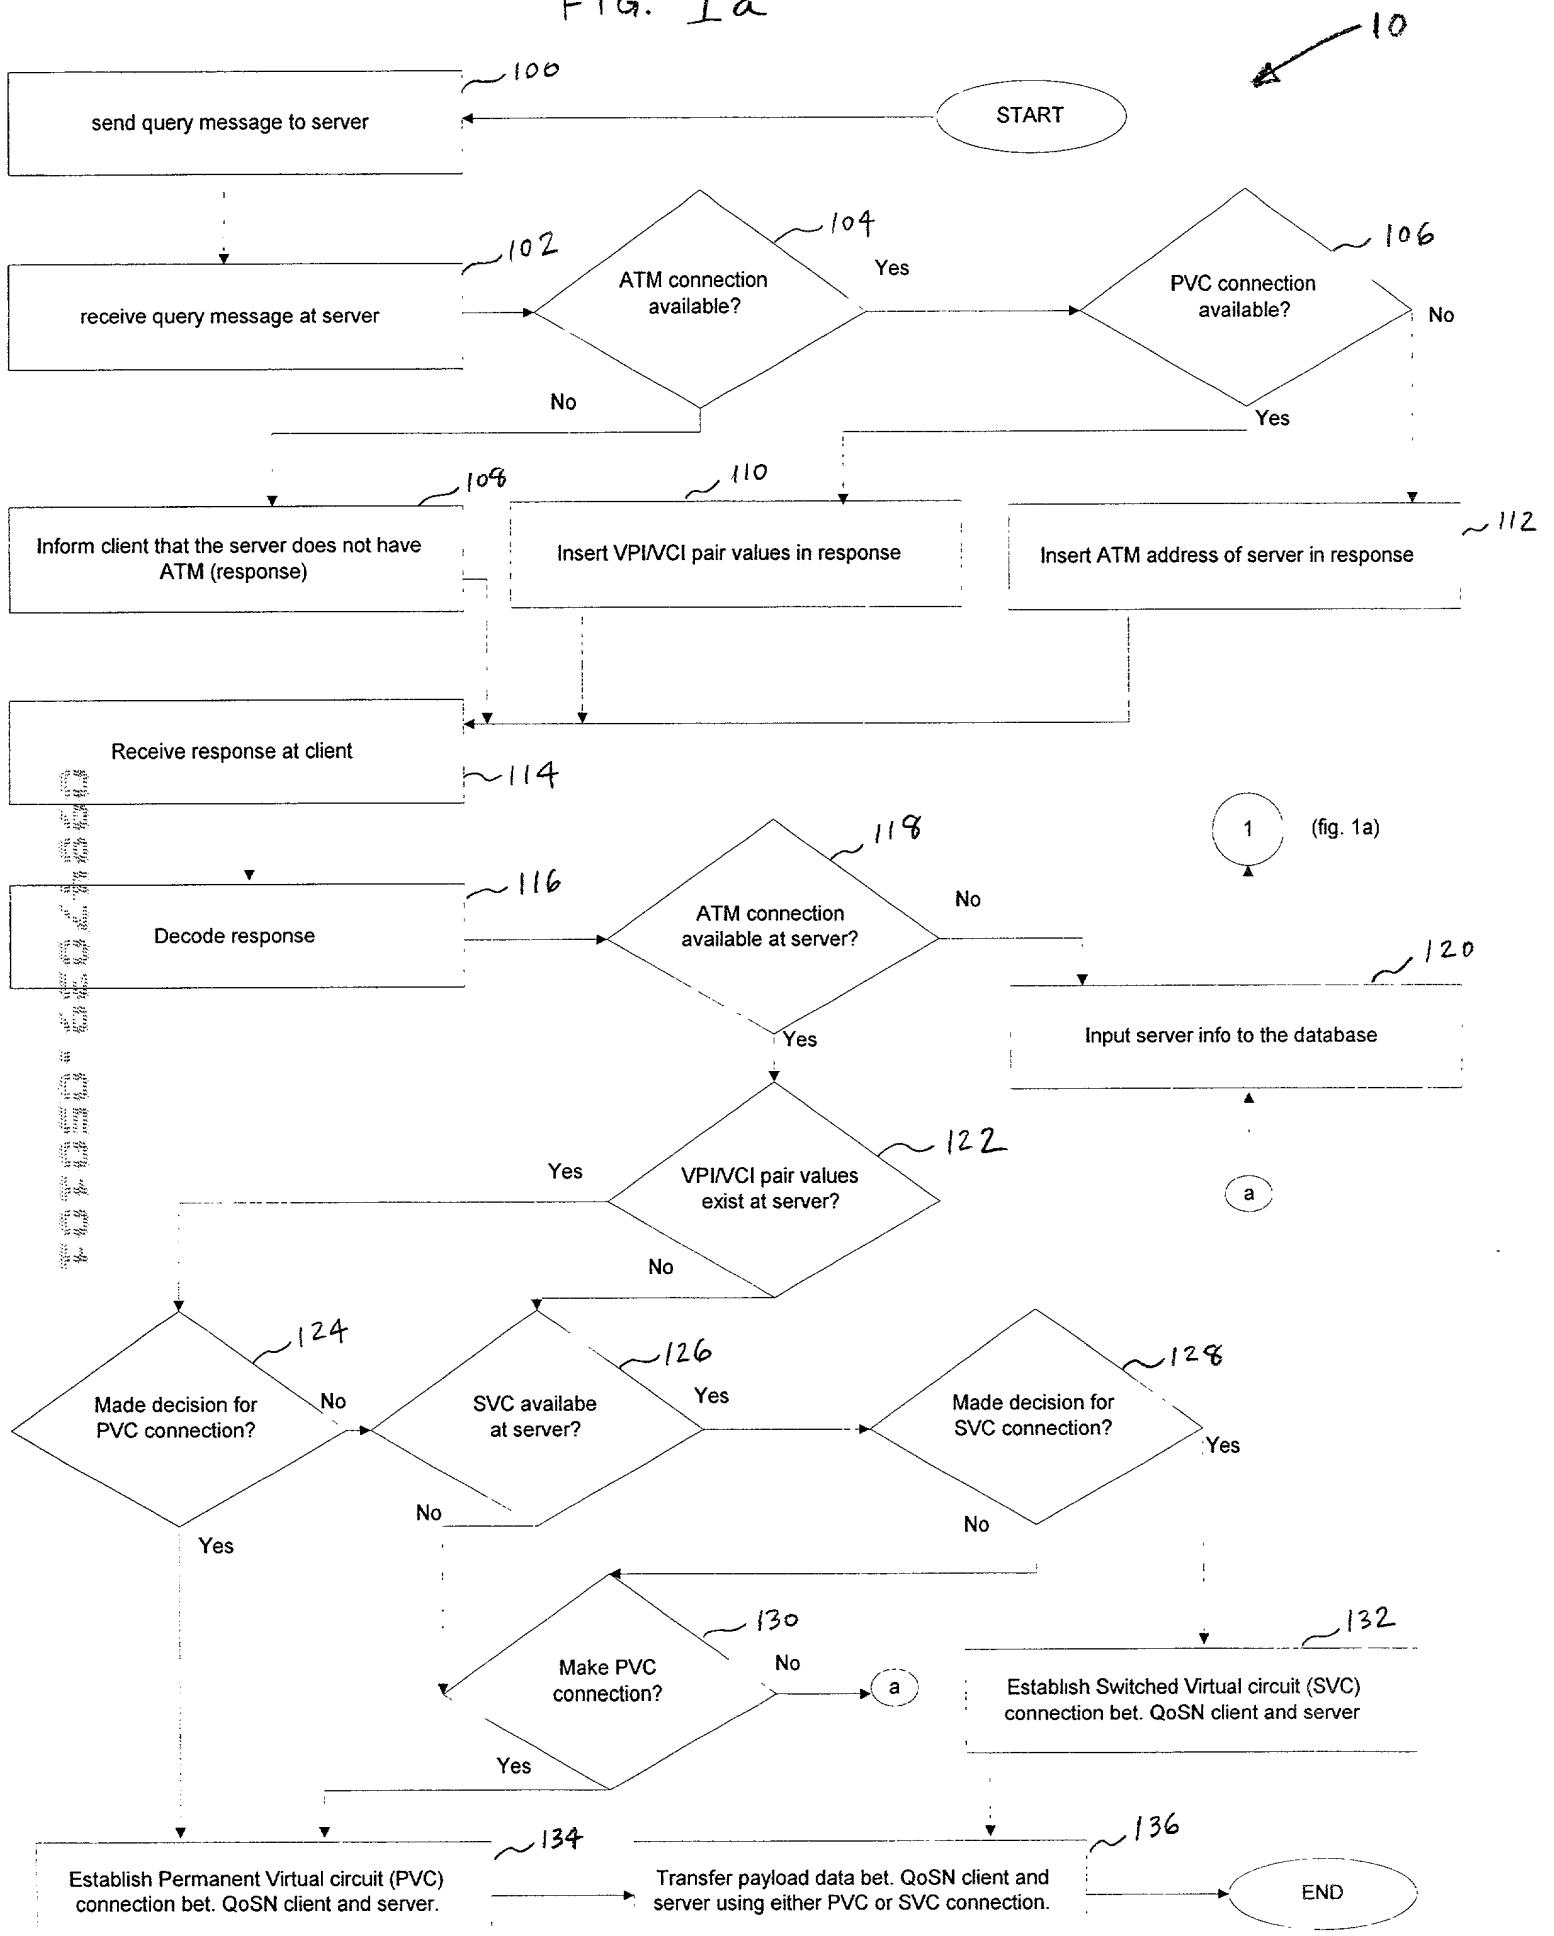 FIG. 1a
10
100
send query message to server
START
102
104
106
ATM connection
available?
Yes
PVC connection
available?
No
receive query message at server
No
Yes
108
110
112
Inform client that the server does not have
ATM (response)
Insert VPI/VCI pair values in response
Insert ATM address of server in response
Receive response at client
114
118
1
(fig. 1a)
116
ATM connection
available at server?
No
Decode response
120
Yes
Input server info to the database
122
Yes
VPI/VCI pair values
exist at server?
a
No
124
126
128
Made decision for
PVC connection?
No
SVC availabe
at server?
Yes
Made decision for
SVC connection?
Yes
No
No
Yes
130
132
Make PVC
connection?
No
a
Establish Switched Virtual circuit (SVC)
connection bet. QoSN client and server
Yes
134
136
Establish Permanent Virtual circuit (PVC)
connection bet. QoSN client and server.
Transfer payload data bet. QoSN client and
server using either PVC or SVC connection.
END